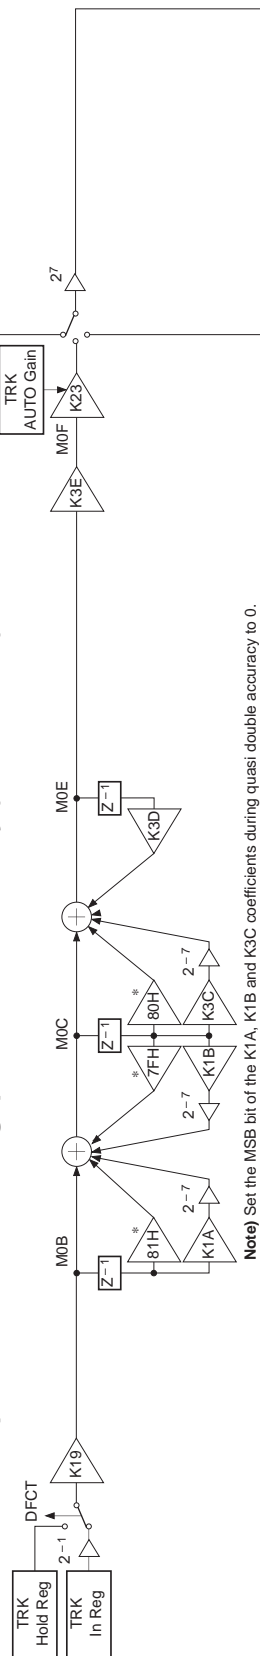 TRK
Hold Reg
TRK
In Reg
2–1
DFCT
K19
M0B
Z–1
81H
*
K1A
2–7
M0C
Z–1
7FH
*
80H
*
K1B
2–7
K3C
2–7
M0E
Z–1
K3D
K3E
M0F
TRK
AUTO Gain
K23
27
Note) Set the MSB bit of the K1A, K1B and K3C coefficients during quasi double accuracy to 0.